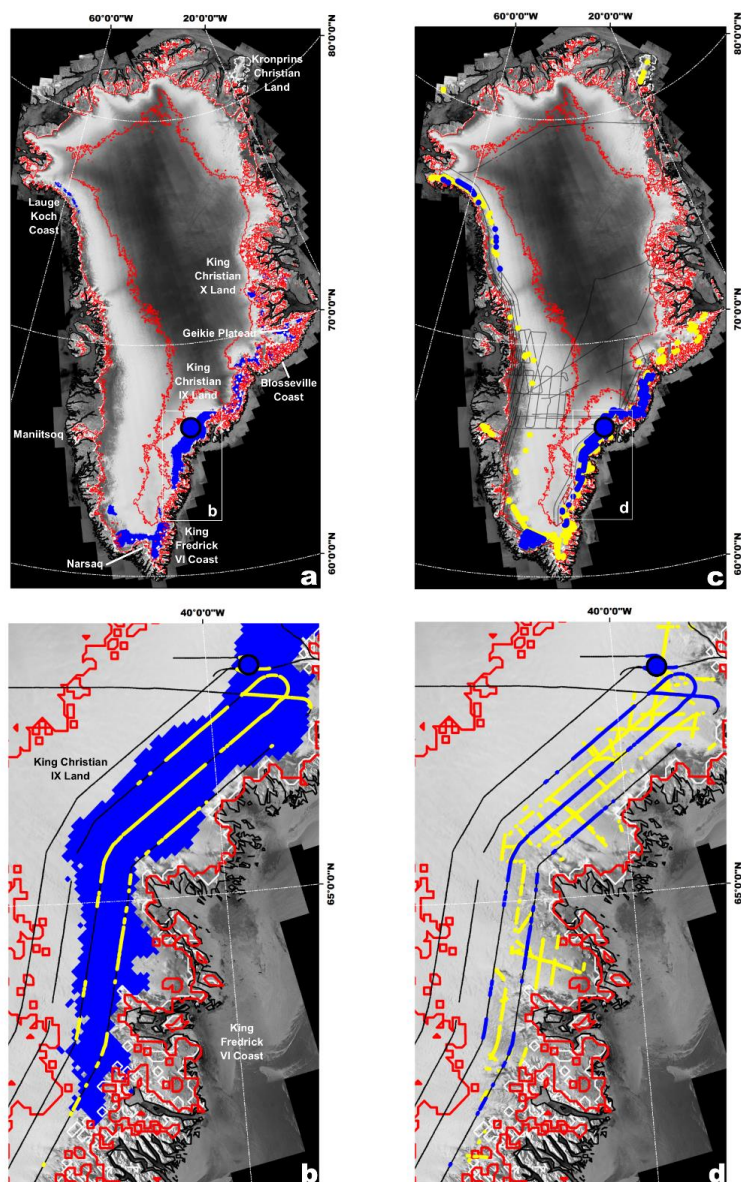 60°0'0"W
20°0'0"W
80°0'0"N
Kronprins
Christian
Land
Lauge
Koch
Coast
King
Christian
X Land
70°0'0"N
Geikie Plateau
King
Christian
IX Land
Blosseville
Coast
Maniitsoq
b
King
Fredrick
VI Coast
Narsaq
60°0'0"N
a
60°0'0"W
20°0'0"W
80°0'0"N
70°0'0"N
d
60°0'0"N
c
40°0'0"W
King Christian
IX Land
65°0'0"N
King
Fredrick
VI Coast
b
40°0'0"W
65°0'0"N
d